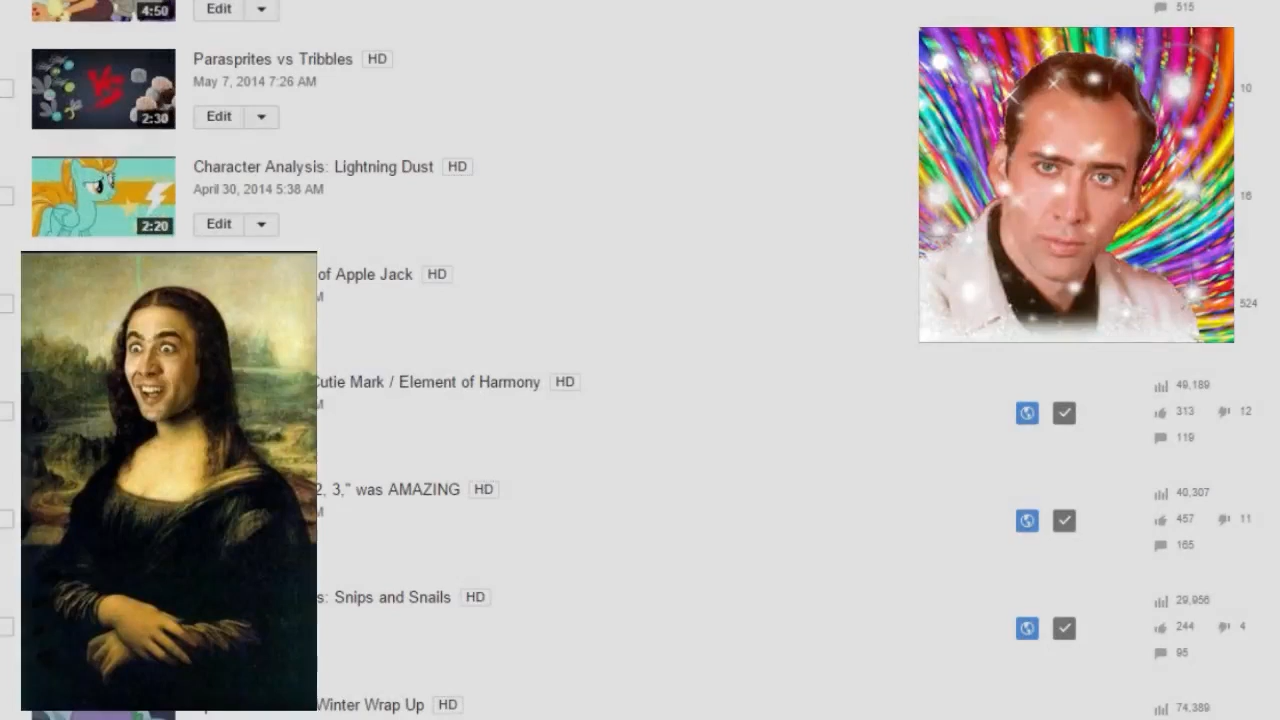 4:50
Edit
515
Parasprites vs Tribbles HD
May 7, 2014 7:26 AM
VS
2:30
Edit
10
Character Analysis: Lightning Dust HD
April 30, 2014 5:38 AM
2:20
Edit
16
of Apple Jack HD
M
524
Cutie Mark / Element of Harmony HD
M
49,189
313 12
119
2, 3," was AMAZING HD
M
40,307
457 11
165
s: Snips and Snails HD
29,956
244 4
95
Winter Wrap Up HD
74,389